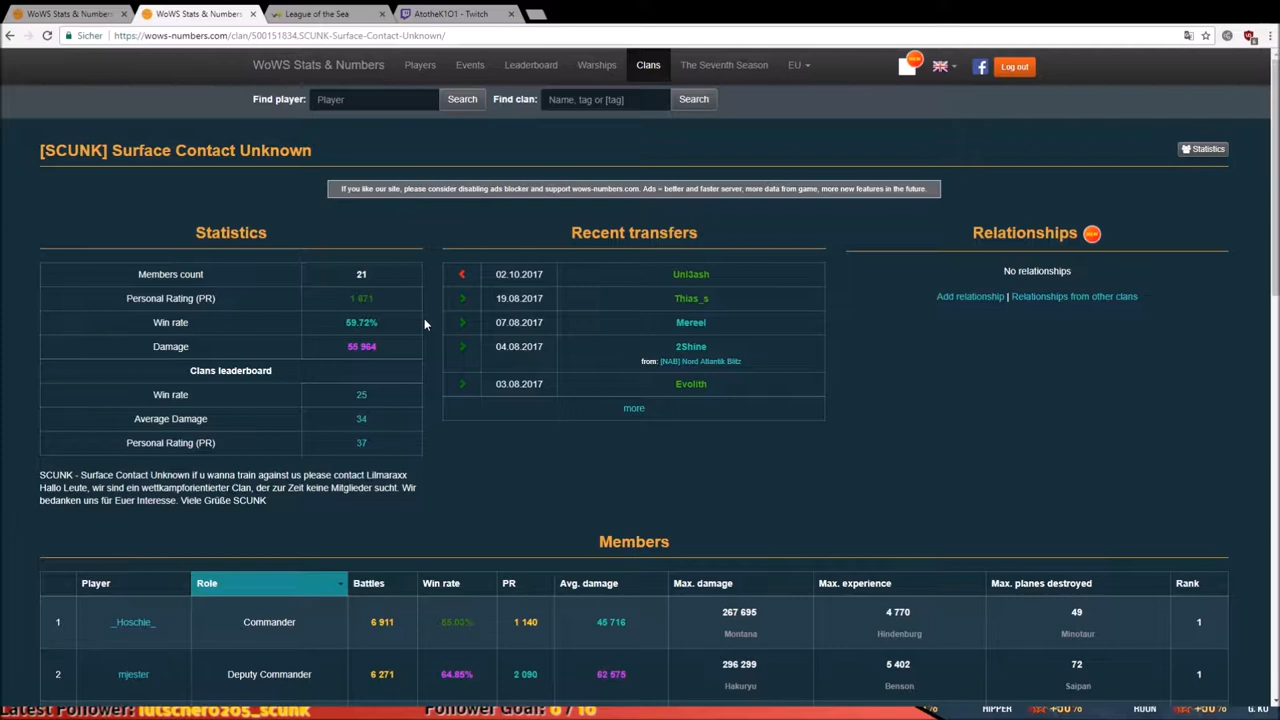 WoWS Stats & Numbers
WoWS Stats & Numbers
League of the Sea
AtotheK1O1 - Twitch
Sicher
https://wows-numbers.com/clan/500151834,SCUNK-Surface-Contact-Unknown/
WoWS Stats & Numbers Players Events Leaderboard Warships Clans The Seventh Season EU Log out
Find player: Player Search Find clan: Name, tag or [tag] Search
[SCUNK] Surface Contact Unknown
Statistics
If you like our site, please consider disabling ads blocker and support wows-numbers.com. Ads = better and faster server, more data from game, more new features in the future.
Statistics
Members count 21
Personal Rating (PR) 1 871
Win rate 59.72%
Damage 55 964
Clans leaderboard
Win rate 25
Average Damage 34
Personal Rating (PR) 37
SCUNK - Surface Contact Unknown if u wanna train against us please contact Lilmaraxx
Hallo Leute, wir sind ein wettkampforientierter Clan, der zur Zeit keine Mitglieder sucht. Wir
bedanken uns für Euer Interesse. Viele Grüße SCUNK
Recent transfers
02.10.2017 Uni3ash
19.08.2017 Thias_s
07.08.2017 Mereel
04.08.2017 2Shine
from: [NAB] Nord Atlantik Blitz
03.08.2017 Evolith
more
Relationships
No relationships
Add relationship | Relationships from other clans
Members
Player Role Battles Win rate PR Avg. damage Max. damage Max. experience Max. planes destroyed Rank
1 _Hoschie_ Commander 6 911 55.03% 1 140 45 716 267 695 4 770 49 1
Montana Hindenburg Minotaur
2 mjester Deputy Commander 6 271 64.85% 2 090 62 575 296 299 5 402 72 1
Hakuryu Benson Saipan
Latest Follower: lutscher0205_scunk Follower Goal: 6 / 10